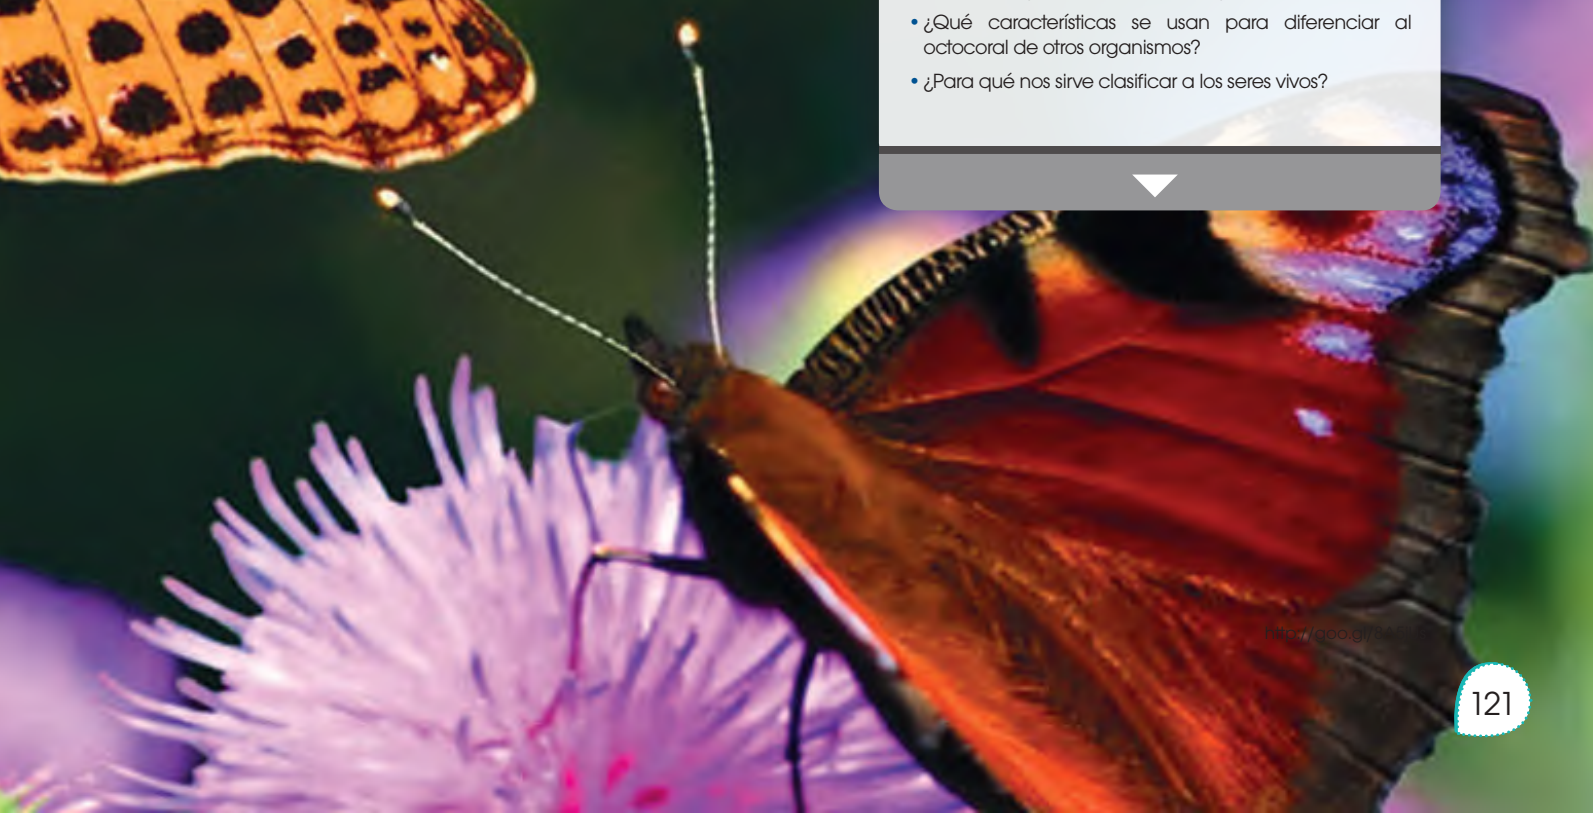 • ¿Qué características se usan para diferenciar al
octocoral de otros organismos?
• ¿Para qué nos sirve clasificar a los seres vivos?
121